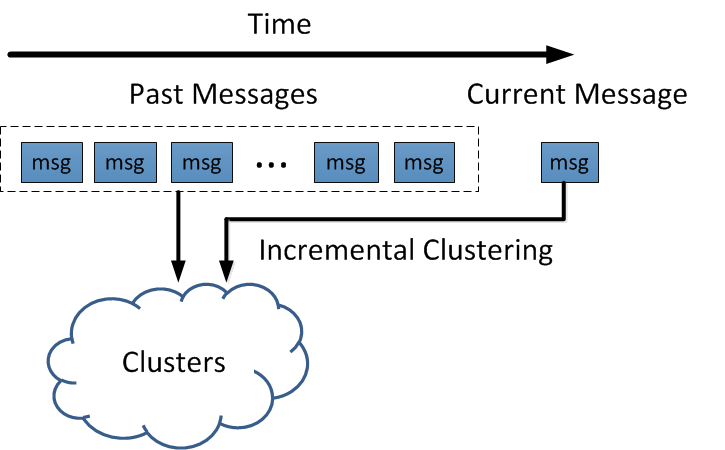 Time
Past Messages
Current Message
msg msg msg ... msg msg
msg
Incremental Clustering
Clusters